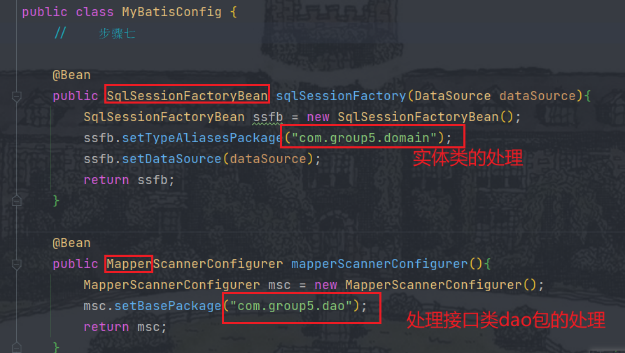 public class MyBatisConfig {
//    步骤七
@Bean
public SqlSessionFactoryBean sqlSessionFactory(DataSource dataSource){
SqlSessionFactoryBean ssfb = new SqlSessionFactoryBean();
ssfb.setTypeAliasesPackage("com.group5.domain");
ssfb.setDataSource(dataSource);
实体类的处理
return ssfb;
}
@Bean
public MapperScannerConfigurer mapperScannerConfigurer(){
MapperScannerConfigurer msc = new MapperScannerConfigurer();
msc.setBasePackage("com.group5.dao");
处理接口类dao包的处理
return msc;
}